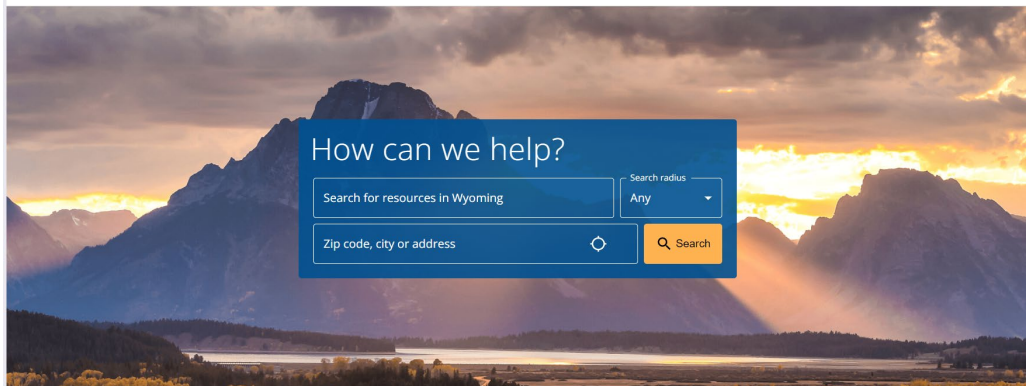 How can we help?
Search for resources in Wyoming
Search radius
Any
Zip code, city or address
Search